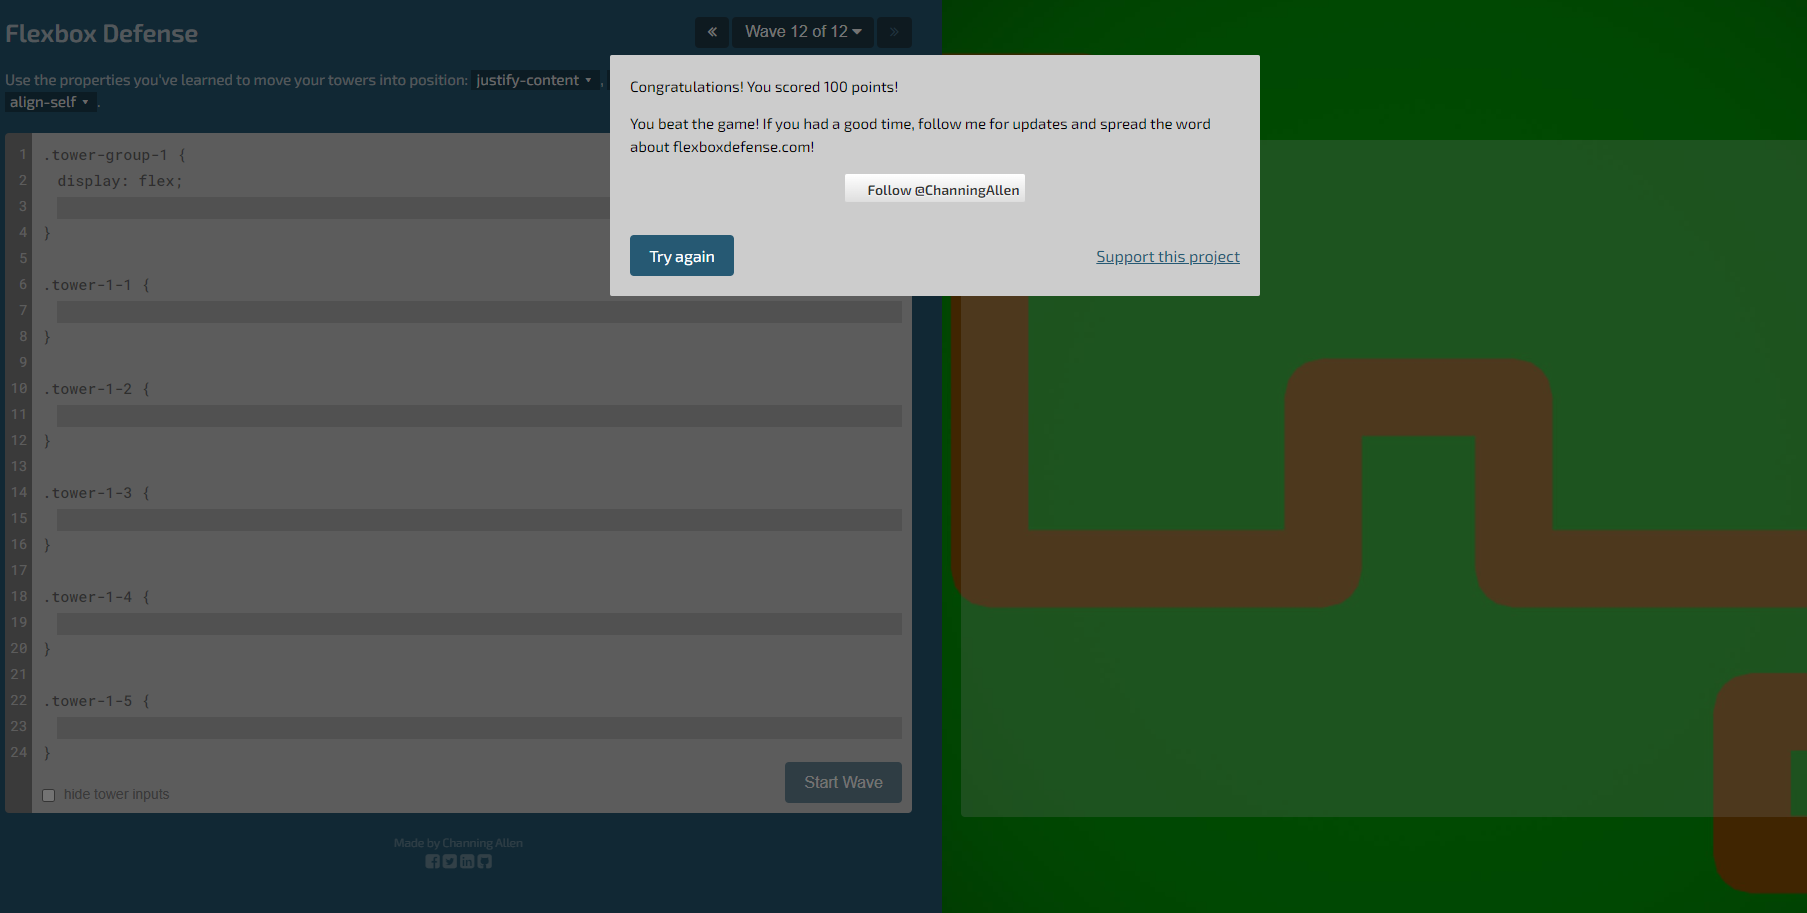 Flexbox Defense
« Wave 12 of 12 »
Use the properties you've learned to move your towers into position: justify-content ,
align-self .
Congratulations! You scored 100 points!
You beat the game! If you had a good time, follow me for updates and spread the word
about flexboxdefense.com!
Follow @ChanningAllen
Try again
Support this project
1 .tower-group-1 {
2 display: flex;
3
4 }
5
6 .tower-1-1 {
7
8 }
9
10 .tower-1-2 {
11
12 }
13
14 .tower-1-3 {
15
16 }
17
18 .tower-1-4 {
19
20 }
21
22 .tower-1-5 {
23
24 }
hide tower inputs
Start Wave
Made by Channing Allen